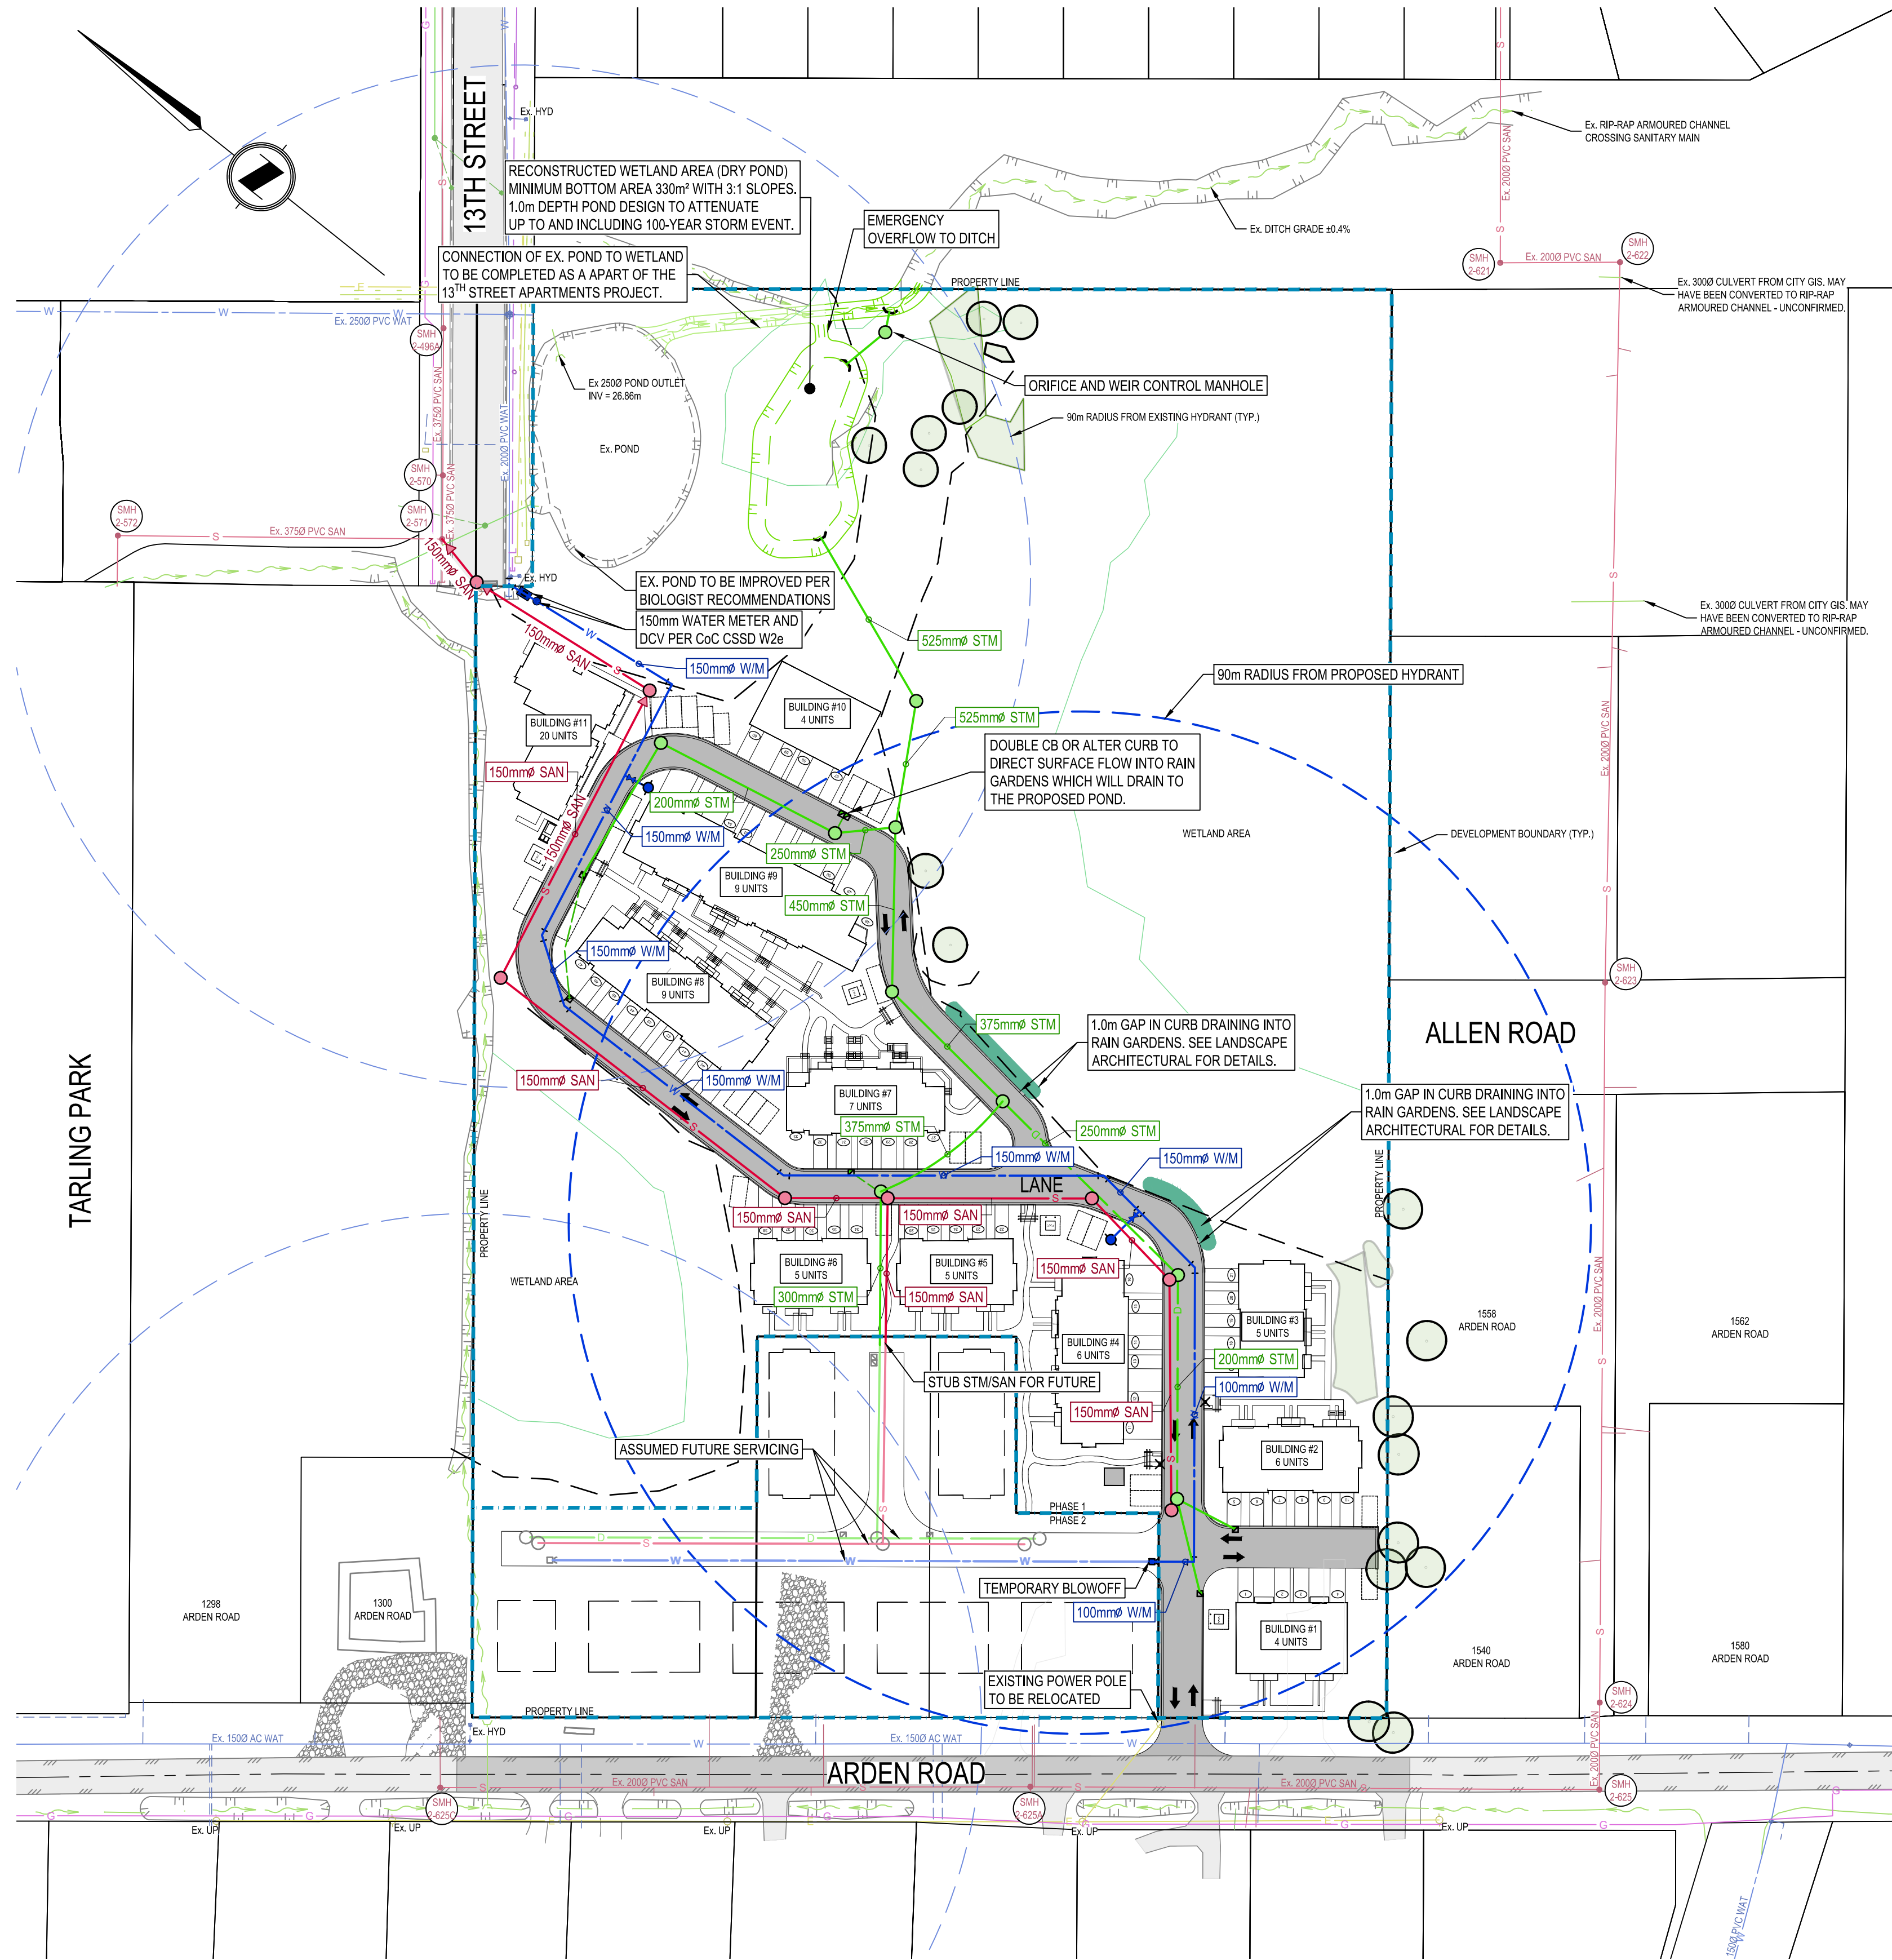 13TH STREET
Ex. HYD
Ex. RIP-RAP ARMOURED CHANNEL
CROSSING SANITARY MAIN
Ex. 200Ø PVC SAN
RECONSTRUCTED WETLAND AREA (DRY POND)
MINIMUM BOTTOM AREA 330m² WITH 3:1 SLOPES.
1.0m DEPTH POND DESIGN TO ATTENUATE
UP TO AND INCLUDING 100-YEAR STORM EVENT.
EMERGENCY
OVERFLOW TO DITCH
Ex. DITCH GRADE ±0.4%
CONNECTION OF EX. POND TO WETLAND
TO BE COMPLETED AS A APART OF THE
13TH STREET APARTMENTS PROJECT.
SMH
2-621
Ex. 200Ø PVC SAN
SMH
2-622
PROPERTY LINE
Ex. 300Ø CULVERT FROM CITY GIS. MAY
HAVE BEEN CONVERTED TO RIP-RAP
ARMOURED CHANNEL - UNCONFIRMED.
Ex. 250Ø PVC WAT
SMH
2-496A
Ex. 375Ø PVC SAN
Ex. 200Ø PVC WAT
Ex 250Ø POND OUTLET
INV = 26.86m
ORIFICE AND WEIR CONTROL MANHOLE
90m RADIUS FROM EXISTING HYDRANT (TYP.)
Ex. POND
SMH
2-570
SMH
2-571
SMH
2-572
Ex. 375Ø PVC SAN
Ex. 375Ø PVC SAN
150mmØ SAN
Ex. HYD
EX. POND TO BE IMPROVED PER
BIOLOGIST RECOMMENDATIONS
150mm WATER METER AND
DCV PER CoC CSSD W2e
525mmØ STM
Ex. 300Ø CULVERT FROM CITY GIS. MAY
HAVE BEEN CONVERTED TO RIP-RAP
ARMOURED CHANNEL - UNCONFIRMED.
150mmØ SAN
150mmØ W/M
90m RADIUS FROM PROPOSED HYDRANT
BUILDING #10
4 UNITS
BUILDING #11
20 UNITS
525mmØ STM
Ex. 200Ø PVC SAN
DOUBLE CB OR ALTER CURB TO
DIRECT SURFACE FLOW INTO RAIN
GARDENS WHICH WILL DRAIN TO
THE PROPOSED POND.
150mmØ SAN
200mmØ STM
150mmØ W/M
150mmØ SAN
250mmØ STM
WETLAND AREA
DEVELOPMENT BOUNDARY (TYP.)
BUILDING #9
9 UNITS
450mmØ STM
150mmØ W/M
BUILDING #8
9 UNITS
SMH
2-623
375mmØ STM
1.0m GAP IN CURB DRAINING INTO
RAIN GARDENS. SEE LANDSCAPE
ARCHITECTURAL FOR DETAILS.
ALLEN ROAD
TARLING PARK
150mmØ SAN
150mmØ W/M
BUILDING #7
7 UNITS
375mmØ STM
250mmØ STM
1.0m GAP IN CURB DRAINING INTO
RAIN GARDENS. SEE LANDSCAPE
ARCHITECTURAL FOR DETAILS.
150mmØ W/M
150mmØ W/M
LANE
PROPERTY LINE
PROPERTY LINE
150mmØ SAN
150mmØ SAN
WETLAND AREA
BUILDING #6
5 UNITS
BUILDING #5
5 UNITS
150mmØ SAN
300mmØ STM
150mmØ SAN
BUILDING #3
5 UNITS
BUILDING #4
6 UNITS
1558
ARDEN ROAD
1562
ARDEN ROAD
Ex. 200Ø PVC SAN
200mmØ STM
STUB STM/SAN FOR FUTURE
100mmØ W/M
150mmØ SAN
ASSUMED FUTURE SERVICING
BUILDING #2
6 UNITS
PHASE 1
PHASE 2
TEMPORARY BLOWOFF
100mmØ W/M
1298
ARDEN ROAD
1300
ARDEN ROAD
BUILDING #1
4 UNITS
1540
ARDEN ROAD
1580
ARDEN ROAD
EXISTING POWER POLE
TO BE RELOCATED
SMH
2-624
PROPERTY LINE
Ex. HYD
Ex. 150Ø AC WAT
Ex. 150Ø AC WAT
Ex. 200Ø PVC SAN
ARDEN ROAD
Ex. 200Ø PVC SAN
Ex. 200Ø PVC SAN
SMH
2-625C
SMH
2-625A
SMH
2-625
Ex. UP
Ex. UP
Ex. UP
Ex. UP
Ex. UP
150Ø PVC WAT